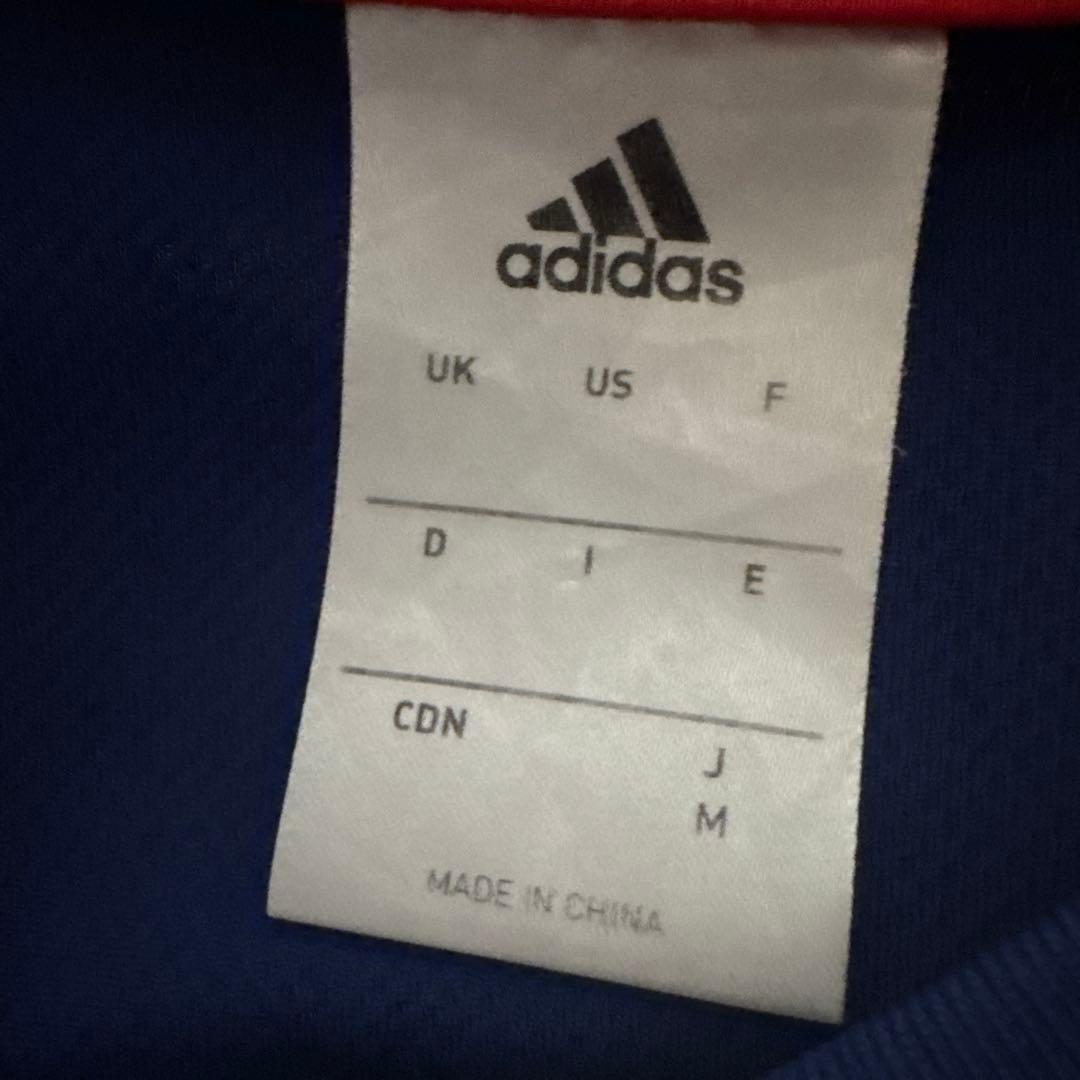 adidas
UK US F
D I E
CDN J
M
MADE IN CHINA